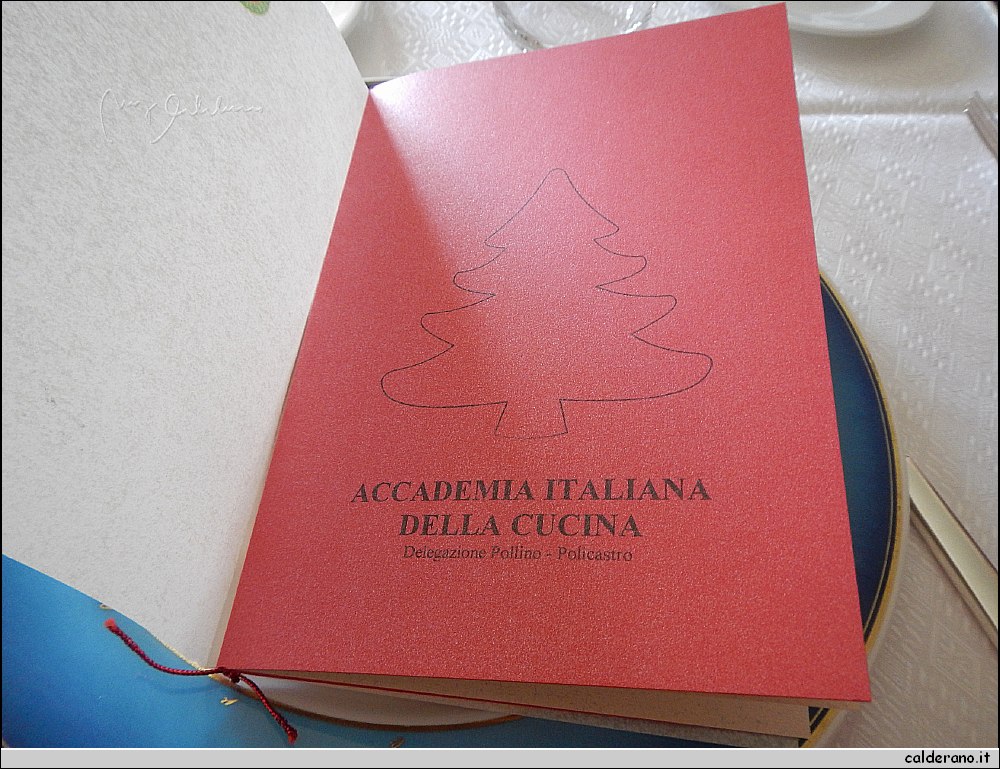 ACCADEMIA ITALIANA
DELLA CUCINA
Delegazione Pollino - Policastro
calderano.it